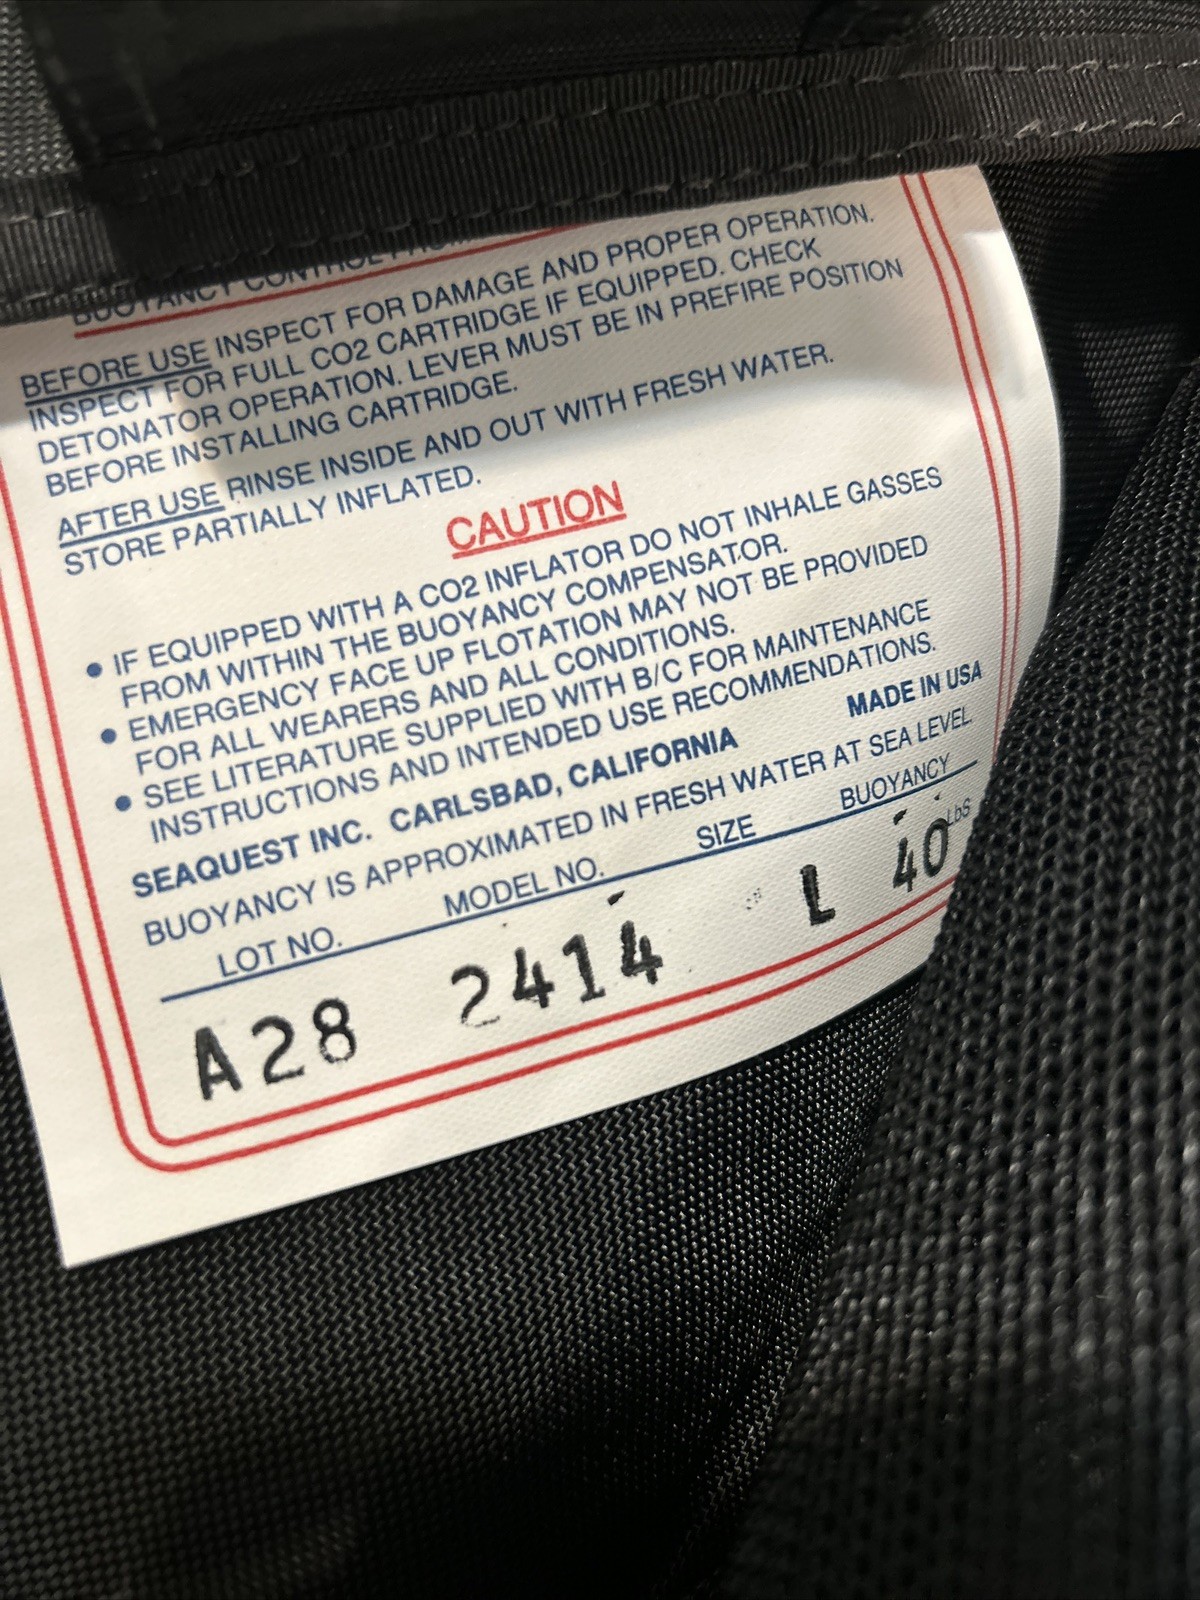 BUOYANCY CONTROL FROM
BEFORE USE INSPECT FOR DAMAGE AND PROPER OPERATION.
INSPECT FOR FULL CO2 CARTRIDGE IF EQUIPPED. CHECK
DETONATOR OPERATION. LEVER MUST BE IN PREFIRE POSITION
BEFORE INSTALLING CARTRIDGE.
AFTER USE RINSE INSIDE AND OUT WITH FRESH WATER.
STORE PARTIALLY INFLATED.
CAUTION
• IF EQUIPPED WITH A CO2 INFLATOR DO NOT INHALE GASSES
FROM WITHIN THE BUOYANCY COMPENSATOR.
• EMERGENCY FACE UP FLOTATION MAY NOT BE PROVIDED
FOR ALL WEARERS AND ALL CONDITIONS.
• SEE LITERATURE SUPPLIED WITH B/C FOR MAINTENANCE
INSTRUCTIONS AND INTENDED USE RECOMMENDATIONS.
SEAQUEST INC. CARLSBAD, CALIFORNIA MADE IN USA
BUOYANCY IS APPROXIMATED IN FRESH WATER AT SEA LEVEL
LOT NO. MODEL NO. SIZE BUOYANCY
A28 2414 L 40 LbS